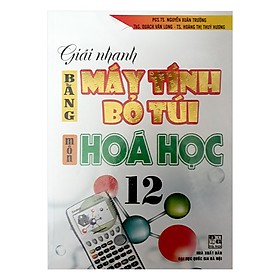 PGS.TS. NGUYỄN XUÂN TRƯỜNG
ThS. QUÁCH VĂN LONG - TS. HOÀNG THỊ THUỲ HƯƠNG
Giải nhanh
BẰNG MÁY TÍNH
BỎ TÚI
môn HOÁ HỌC
12
NHÀ XUẤT BẢN
ĐẠI HỌC QUỐC GIA HÀ NỘI